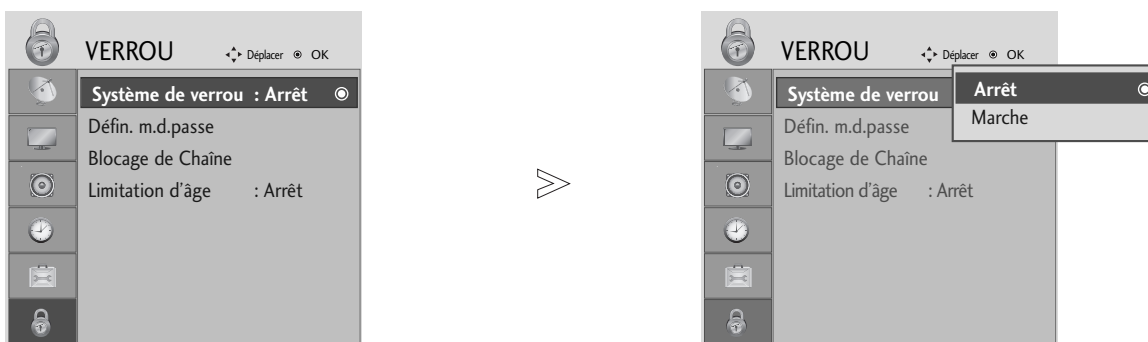 VERROU Déplacer OK
Système de verrou : Arrêt
Défin. m.d.passe
Blocage de Chaîne
Limitation d'âge : Arrêt
VERROU Déplacer OK
Système de verrou
Arrêt
Marche
Défin. m.d.passe
Blocage de Chaîne
Limitation d'âge : Arrêt